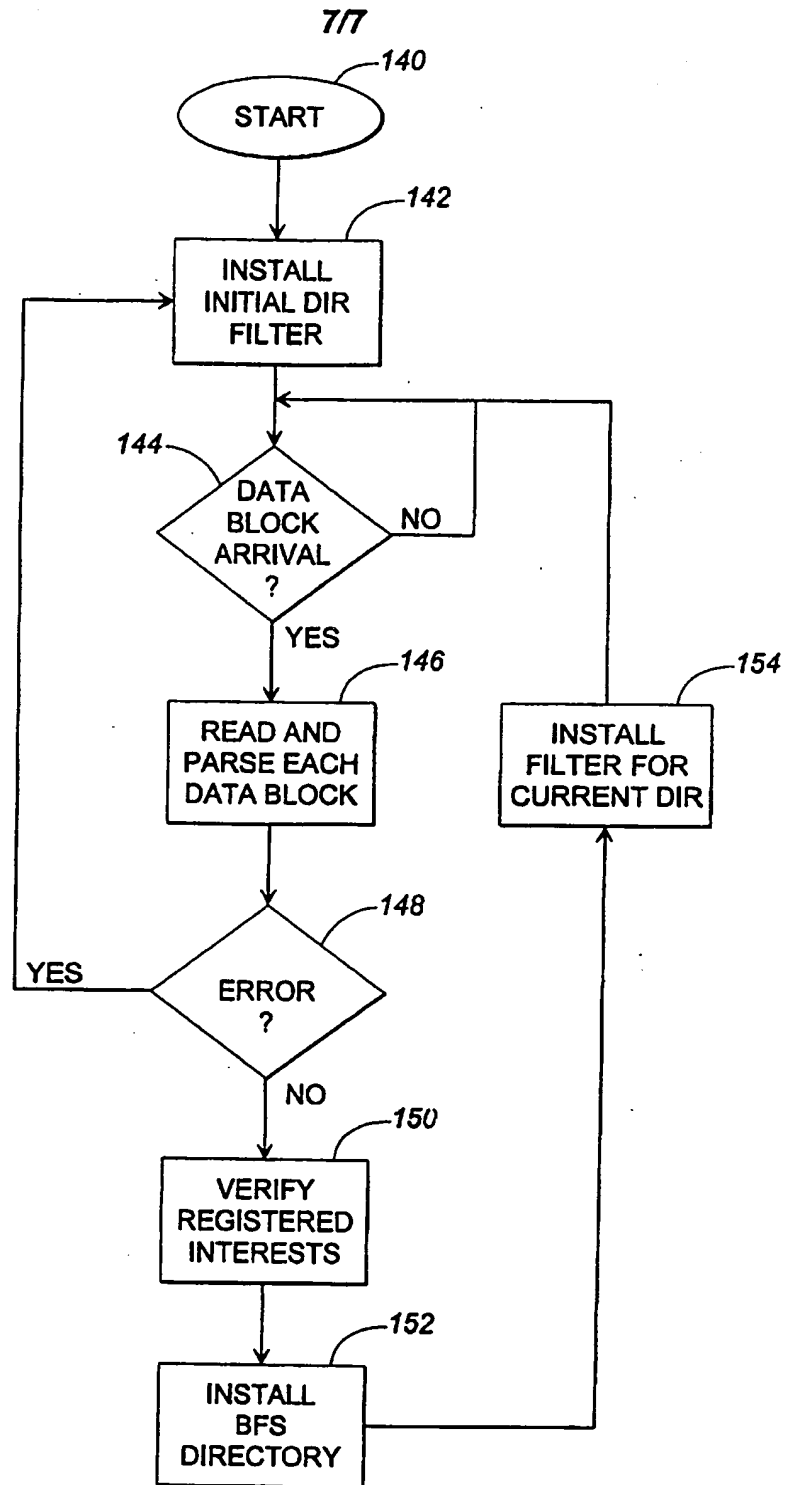 7/7
140
START
142
INSTALL
INITIAL DIR
FILTER
144
DATA
BLOCK
ARRIVAL
?
NO
YES
146
READ AND
PARSE EACH
DATA BLOCK
154
INSTALL
FILTER FOR
CURRENT DIR
148
YES
ERROR
?
NO
150
VERIFY
REGISTERED
INTERESTS
152
INSTALL
BFS
DIRECTORY